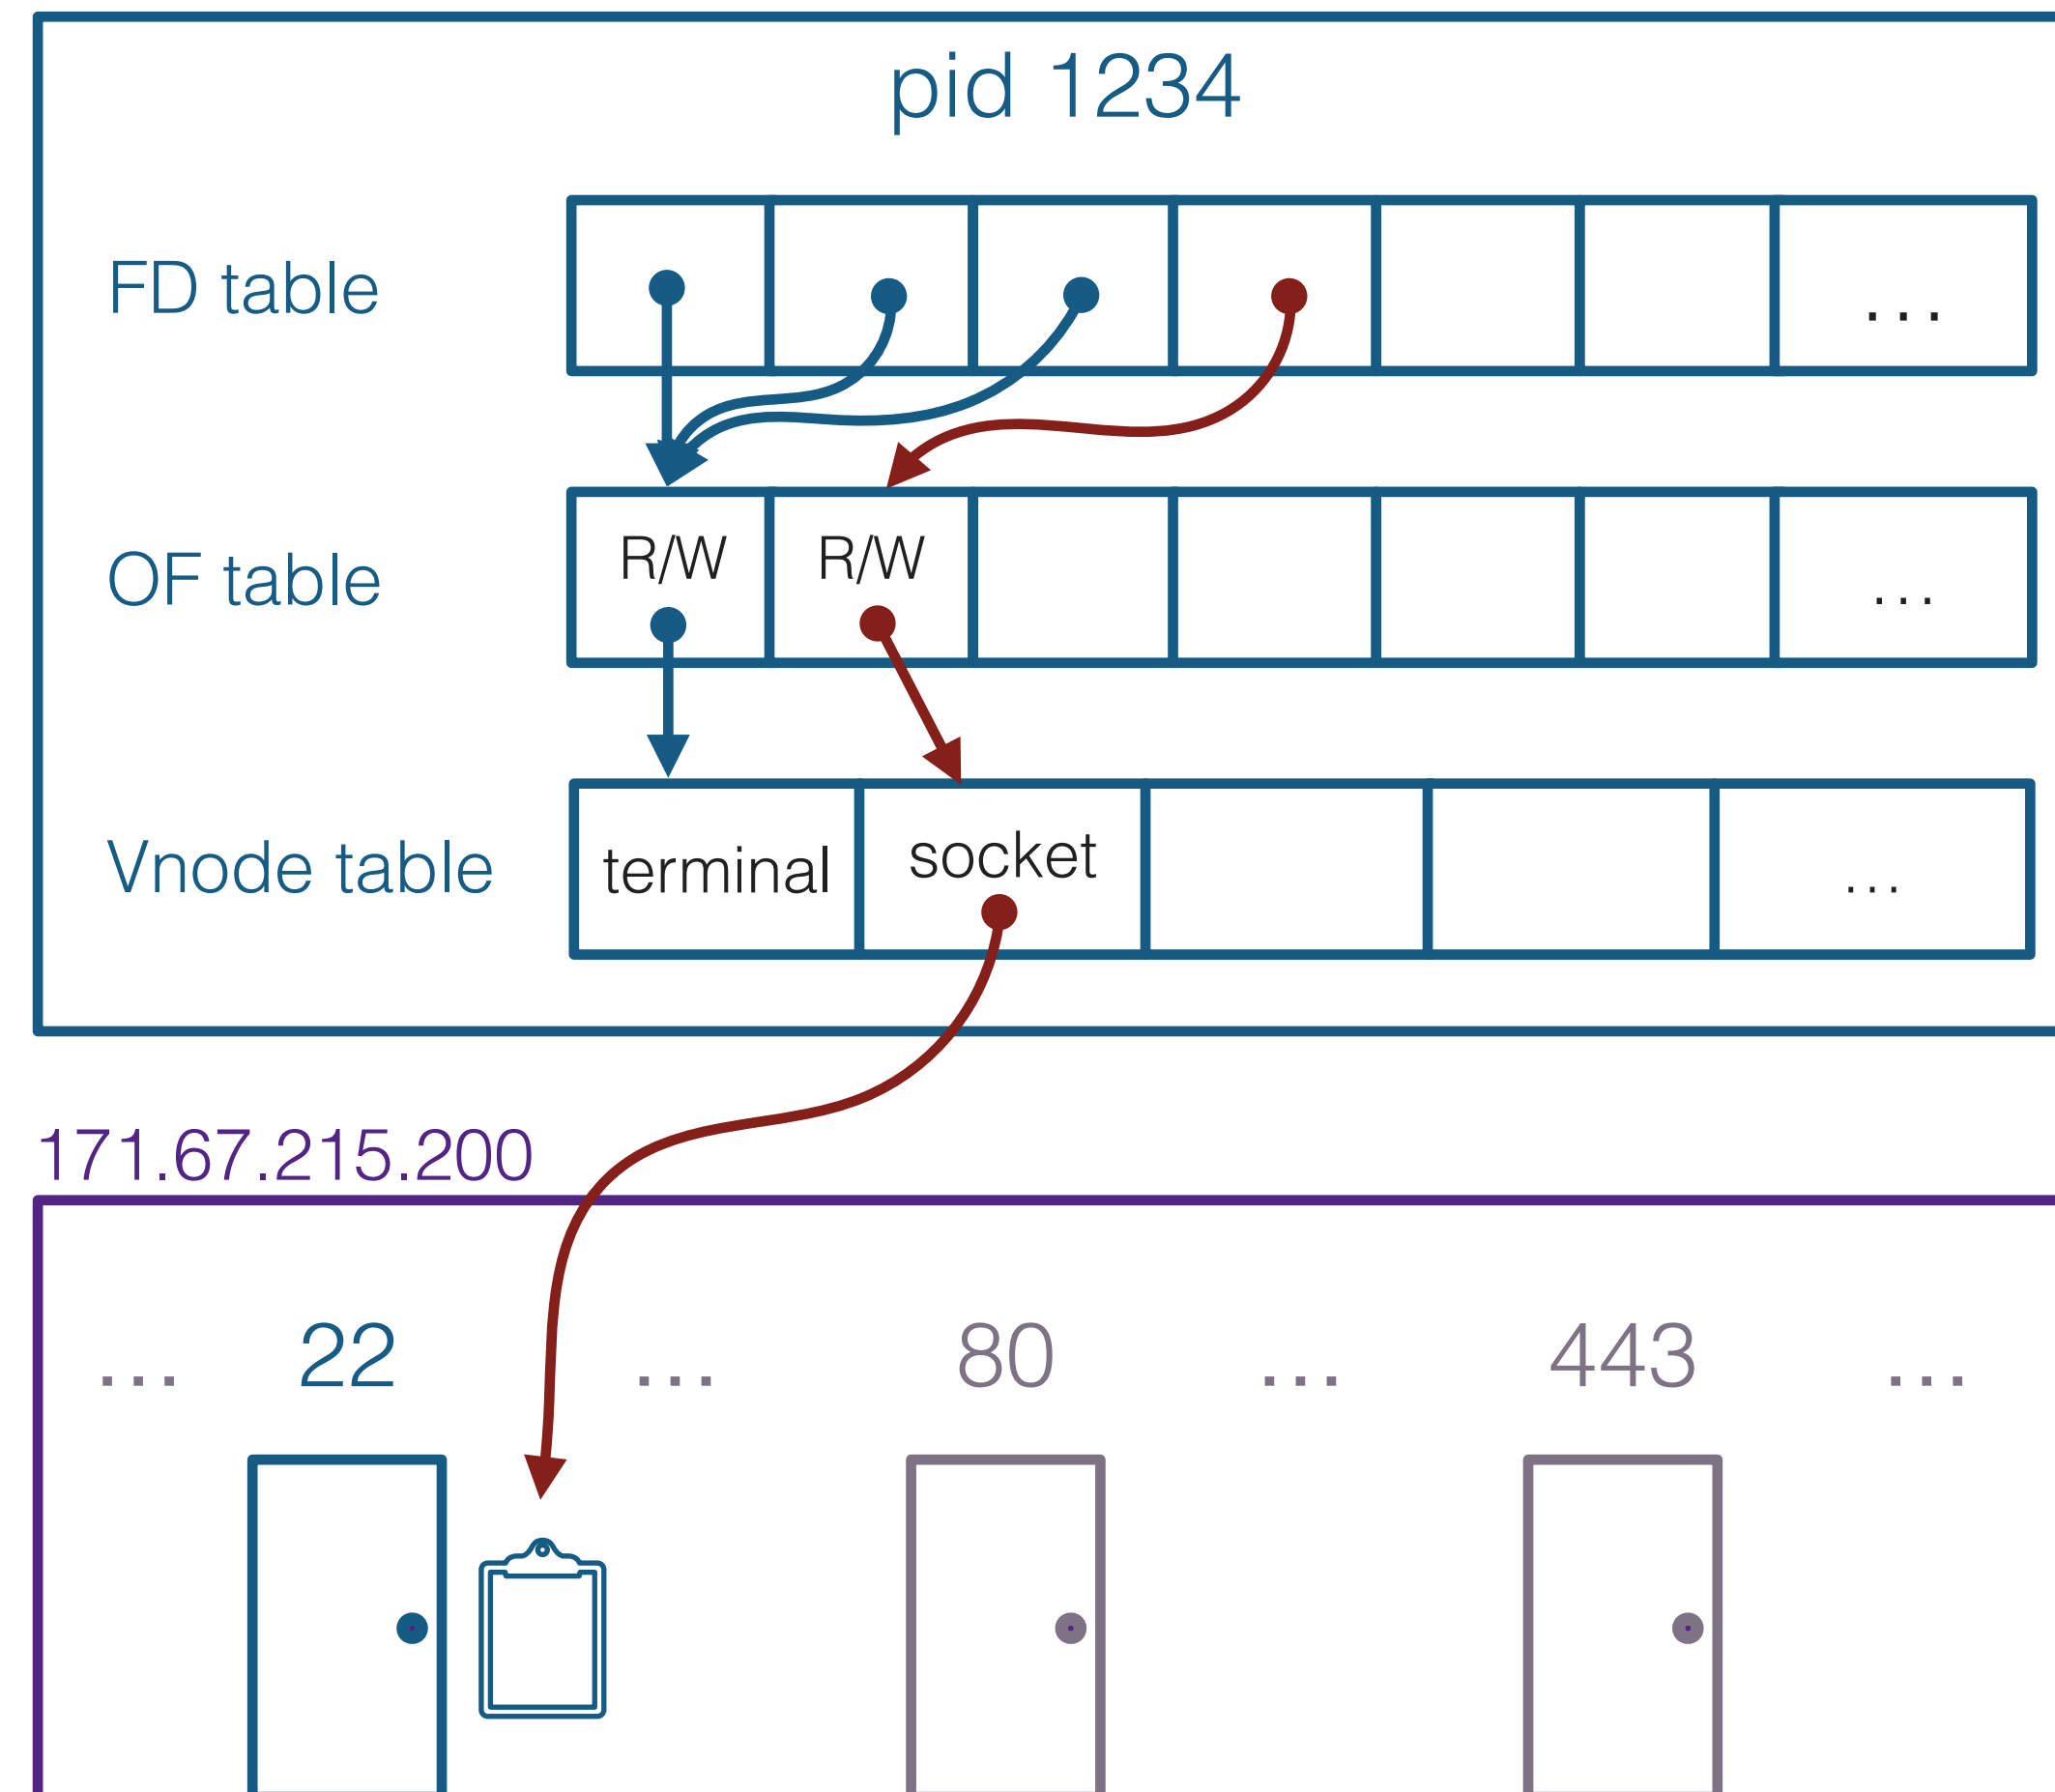 pid 1234
FD table
...
OF table
R/W R/W ...
Vnode table
terminal socket ...
171.67.215.200
... 22 ... 80 ... 443 ...